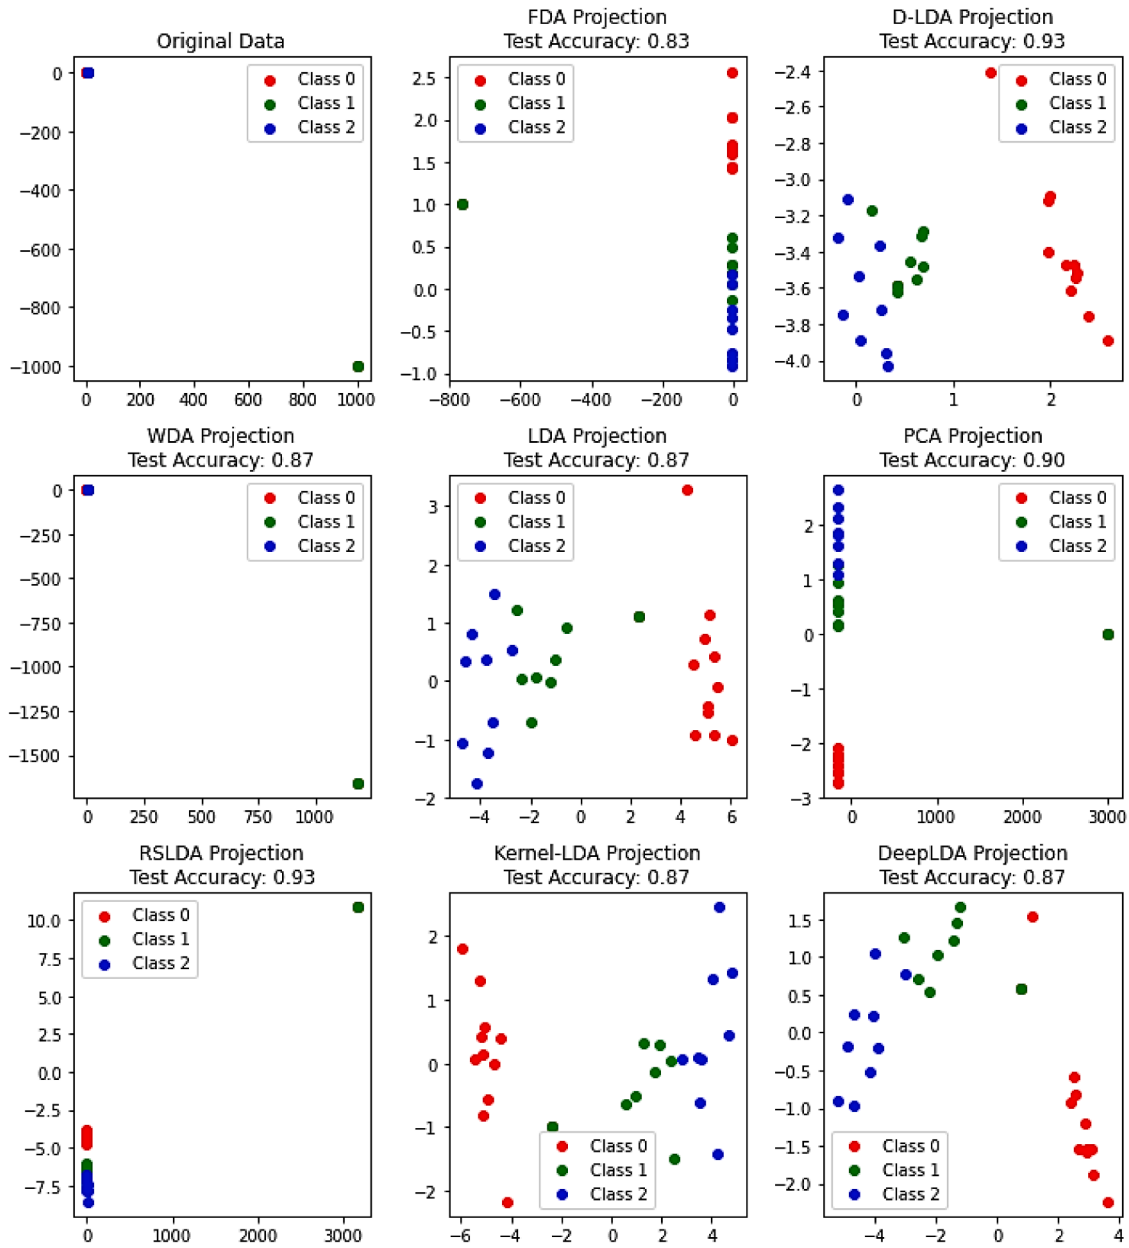 Original Data
0
−200
−400
−600
−800
−1000
0 200 400 600 800 1000
Class 0
Class 1
Class 2
FDA Projection
Test Accuracy: 0.83
2.5
2.0
1.5
1.0
0.5
0.0
−0.5
−1.0
−800 −600 −400 −200 0
Class 0
Class 1
Class 2
D-LDA Projection
Test Accuracy: 0.93
−2.4
−2.6
−2.8
−3.0
−3.2
−3.4
−3.6
−3.8
−4.0
0 1 2
Class 0
Class 1
Class 2
WDA Projection
Test Accuracy: 0.87
0
−250
−500
−750
−1000
−1250
−1500
0 250 500 750 1000
Class 0
Class 1
Class 2
LDA Projection
Test Accuracy: 0.87
3
2
1
0
−1
−2
−4 −2 0 2 4 6
Class 0
Class 1
Class 2
PCA Projection
Test Accuracy: 0.90
2
1
0
−1
−2
−3
0 1000 2000 3000
Class 0
Class 1
Class 2
RSLDA Projection
Test Accuracy: 0.93
10.0
7.5
5.0
2.5
0.0
−2.5
−5.0
−7.5
0 1000 2000 3000
Class 0
Class 1
Class 2
Kernel-LDA Projection
Test Accuracy: 0.87
2
1
0
−1
−2
−6 −4 −2 0 2 4
Class 0
Class 1
Class 2
DeepLDA Projection
Test Accuracy: 0.87
1.5
1.0
0.5
0.0
−0.5
−1.0
−1.5
−2.0
−4 −2 0 2 4
Class 0
Class 1
Class 2